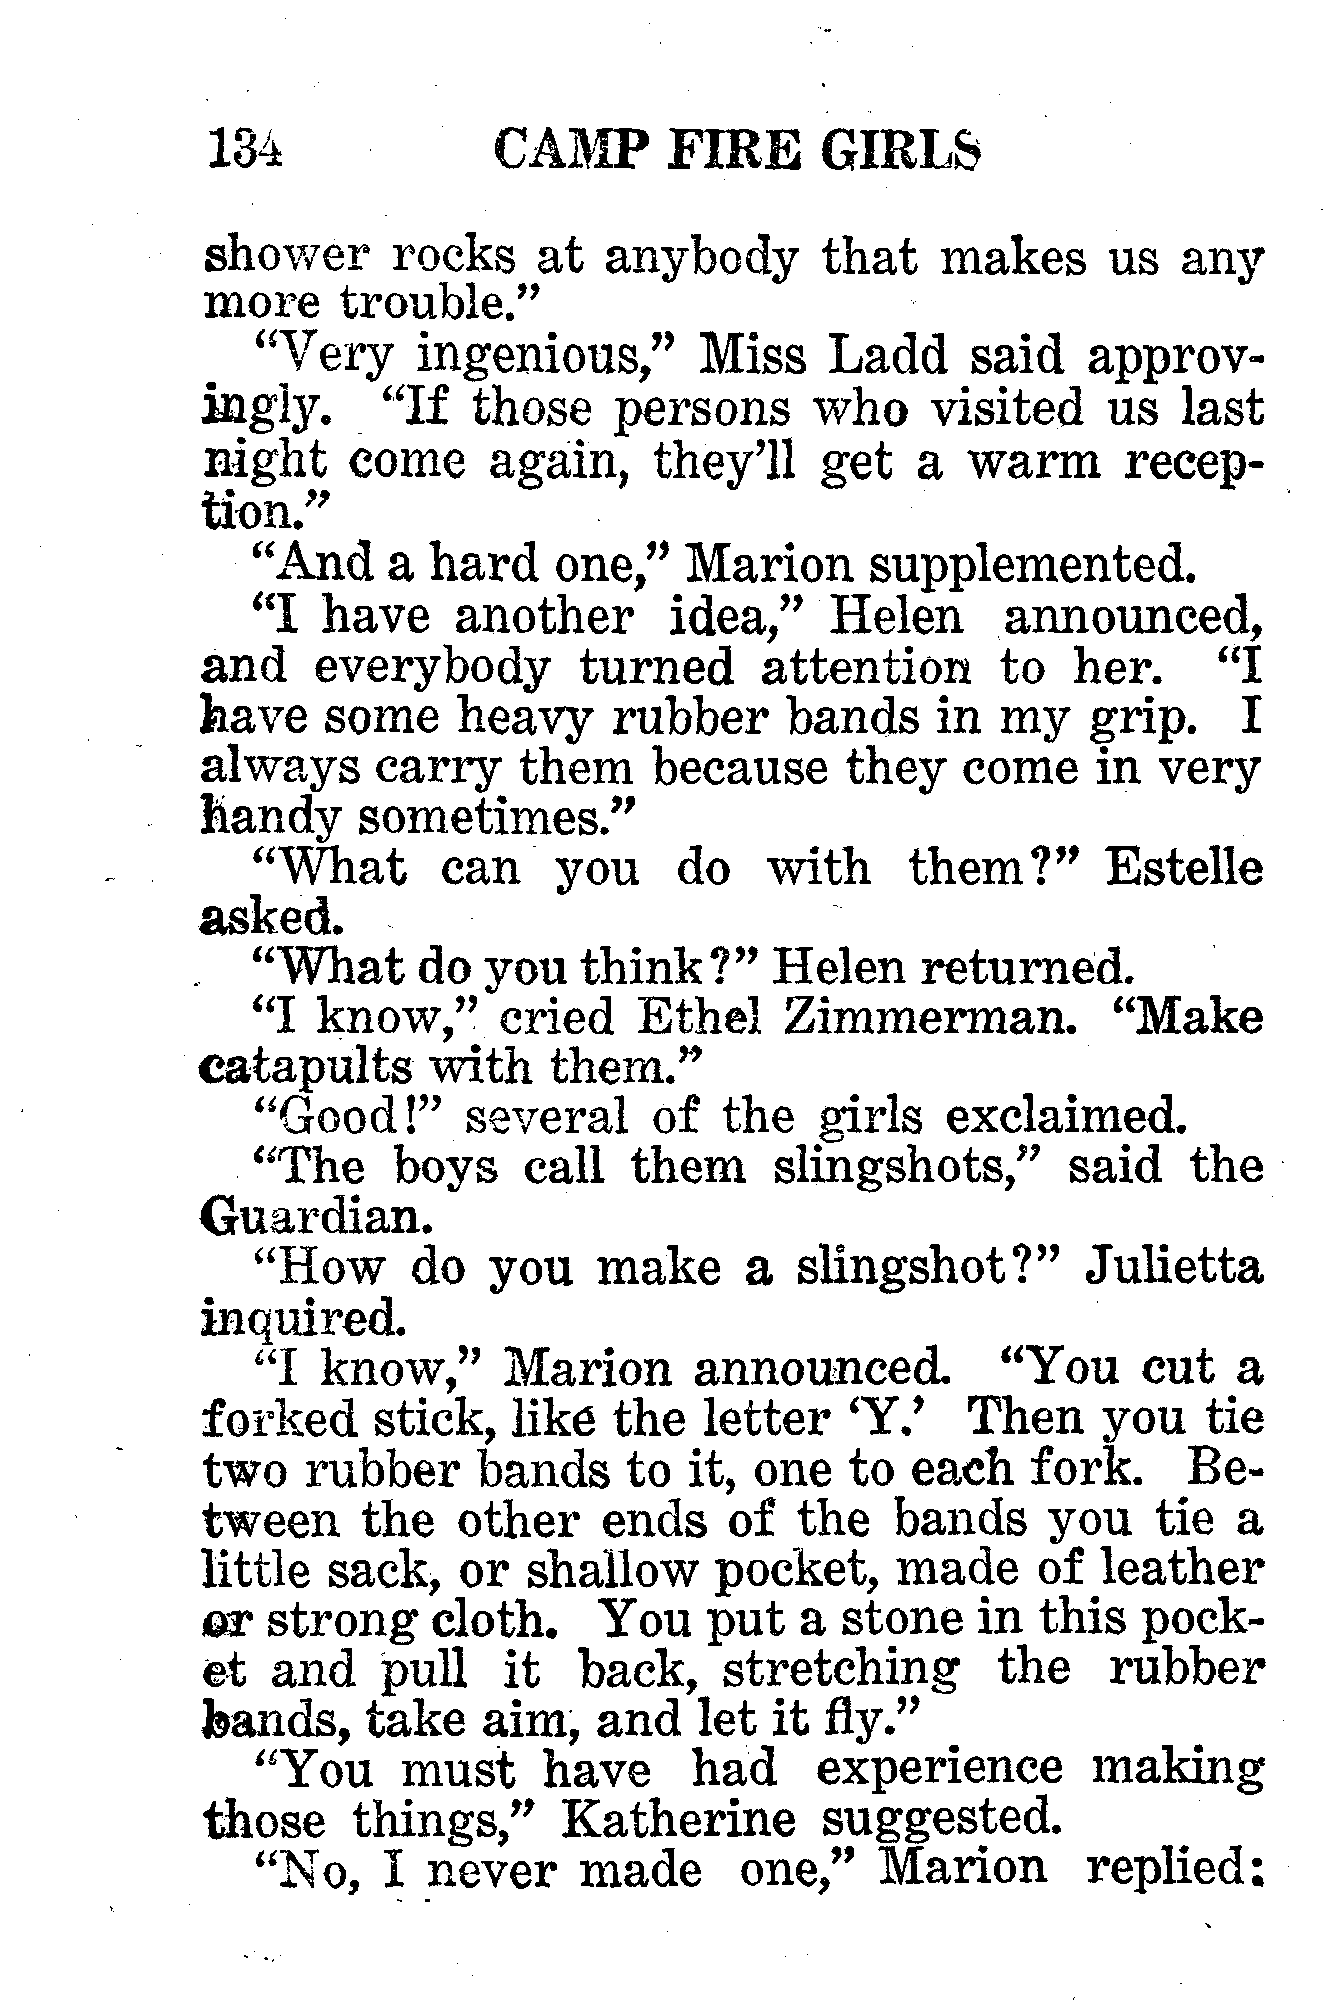 134 CAMP FIRE GIRLS
shower rocks at anybody that makes us any
more trouble.”
“Very ingenious,” Miss Ladd said approv-
ingly. “If those persons who visited us last
night come again, they’ll get a warm recep-
tion.”
“And a hard one,” Marion supplemented.
“I have another idea,” Helen announced,
and everybody turned attention to her. “I
have some heavy rubber bands in my grip. I
always carry them because they come in very
handy sometimes.”
“What can you do with them?” Estelle
asked.
“What do you think?” Helen returned.
“I know,” cried Ethel Zimmerman. “Make
catapults with them.”
“Good!” several of the girls exclaimed.
“The boys call them slingshots,” said the
Guardian.
“How do you make a slingshot?” Julietta
inquired.
“I know,” Marion announced. “You cut a
forked stick, like the letter ‘Y.’ Then you tie
two rubber bands to it, one to each fork. Be-
tween the other ends of the bands you tie a
little sack, or shallow pocket, made of leather
or strong cloth. You put a stone in this pock-
et and pull it back, stretching the rubber
bands, take aim, and let it fly.”
“You must have had experience making
those things,” Katherine suggested.
“No, I never made one,” Marion replied: